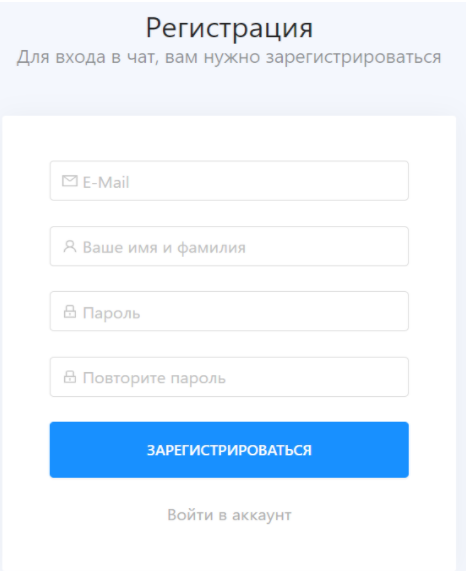 Регистрация
Для входа в чат, вам нужно зарегистрироваться
E-Mail
Ваше имя и фамилия
Пароль
Повторите пароль
ЗАРЕГИСТРИРОВАТЬСЯ
Войти в аккаунт